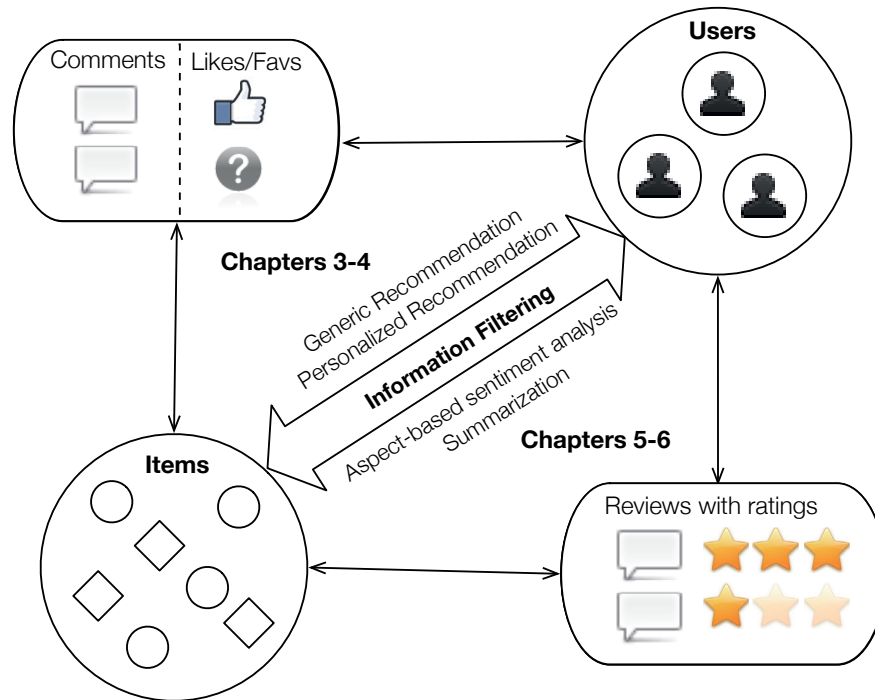 Comments
Likes/Favs
?
Users
Chapters 3-4
Generic Recommendation
Personalized Recommendation
Information Filtering
Aspect-based sentiment analysis
Summarization
Chapters 5-6
Items
Reviews with ratings